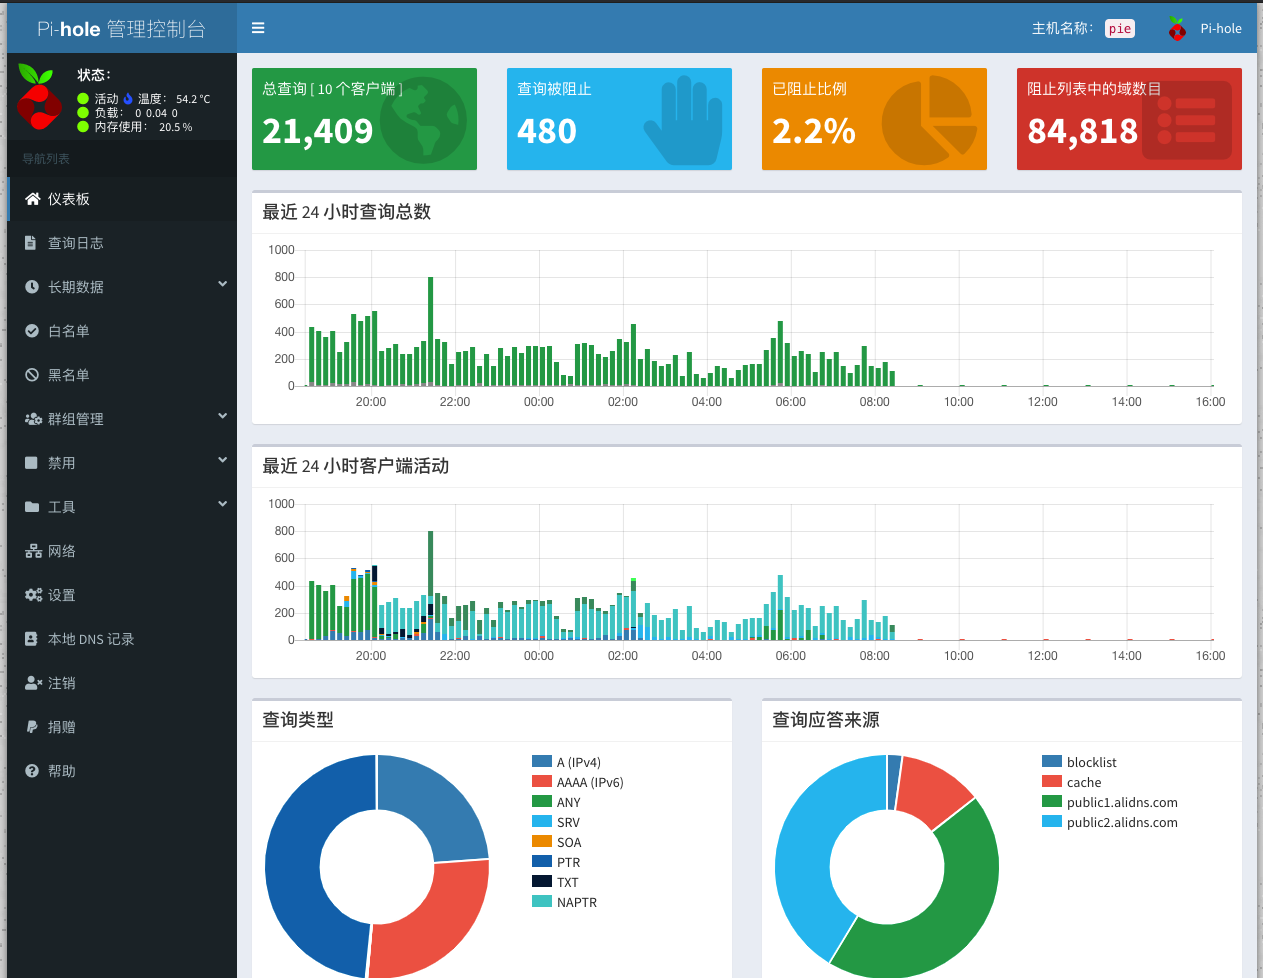 Pi-hole 管理控制台
主机名称： pie
Pi-hole
状态：
活动 温度： 54.2 °C
负载： 0 0.04 0
内存使用： 20.5 %
导航列表
仪表板
查询日志
长期数据
白名单
黑名单
群组管理
禁用
工具
网络
设置
本地 DNS 记录
注销
捐赠
帮助
总查询 [ 10 个客户端 ]
21,409
查询被阻止
480
已阻止比例
2.2%
阻止列表中的域数目
84,818
最近 24 小时查询总数
1000
800
600
400
200
0
20:00 22:00 00:00 02:00 04:00 06:00 08:00 10:00 12:00 14:00 16:00
最近 24 小时客户端活动
1000
800
600
400
200
0
20:00 22:00 00:00 02:00 04:00 06:00 08:00 10:00 12:00 14:00 16:00
查询类型
A (IPv4)
AAAA (IPv6)
ANY
SRV
SOA
PTR
TXT
NAPTR
查询应答来源
blocklist
cache
public1.alidns.com
public2.alidns.com